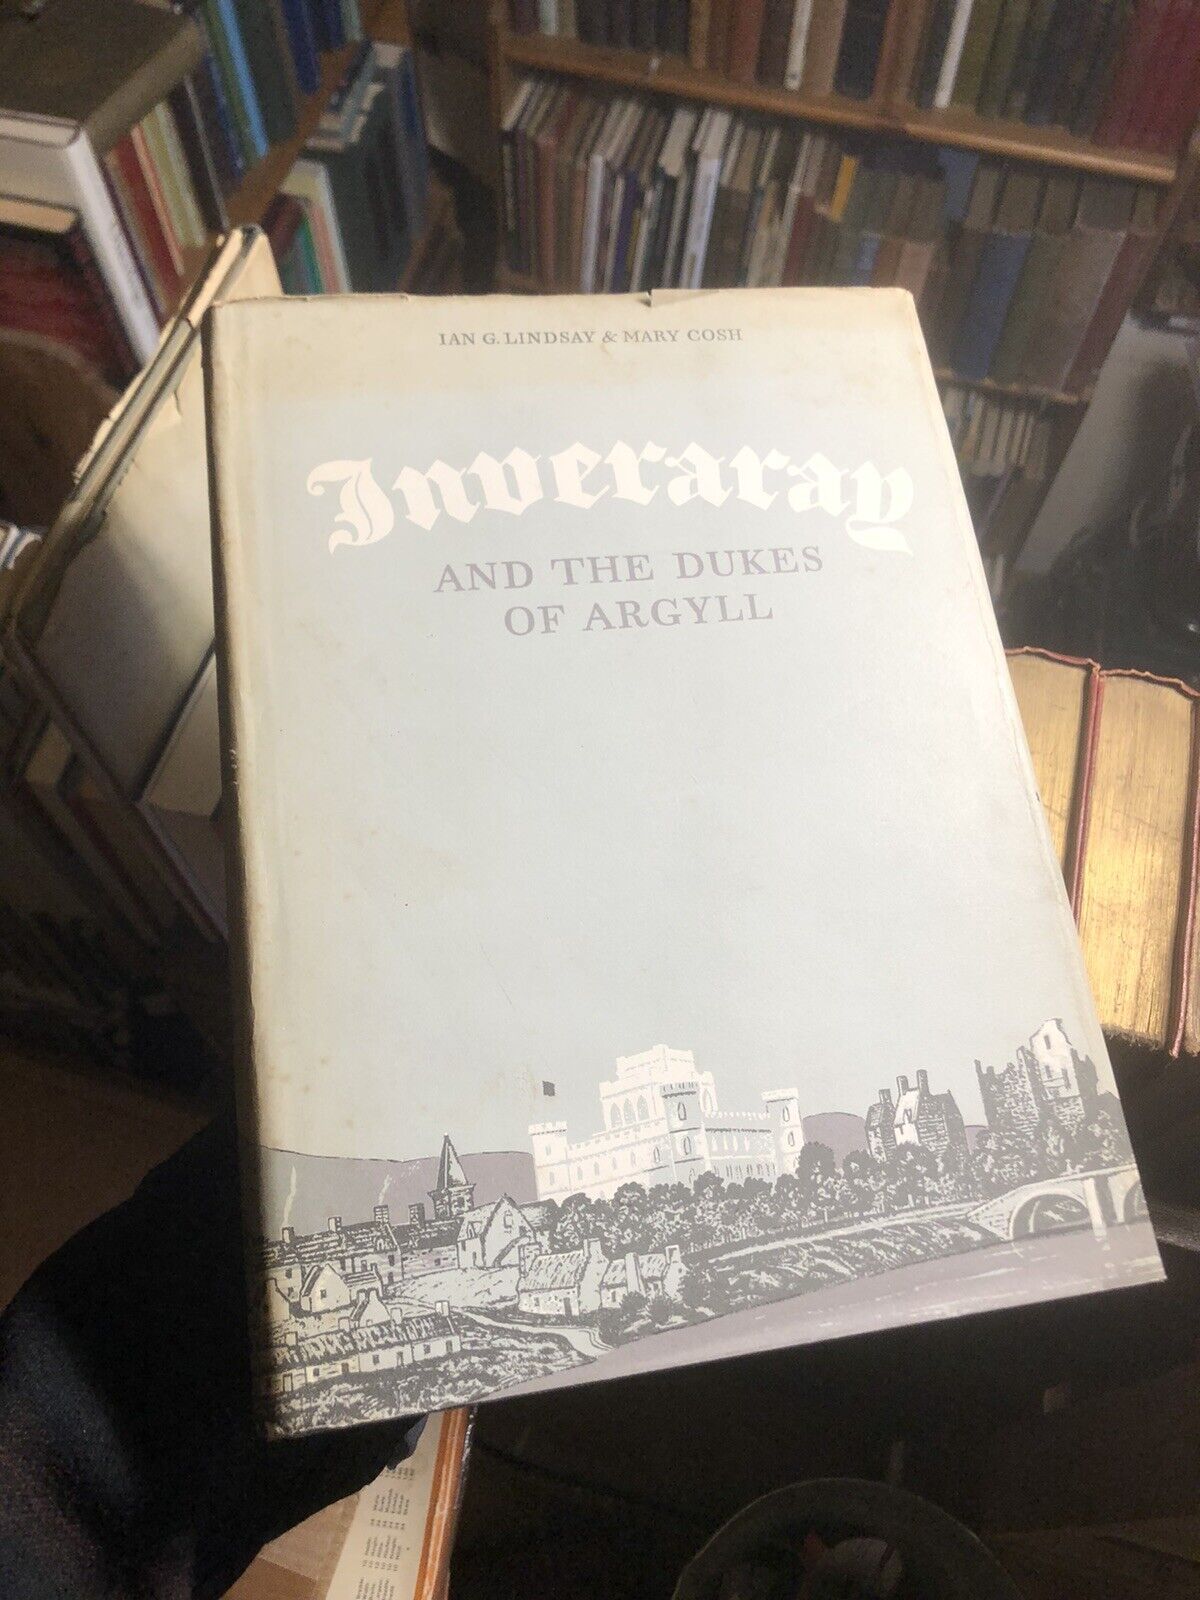 IAN G. LINDSAY & MARY COSH
Inveraray
AND THE DUKES
OF ARGYLL